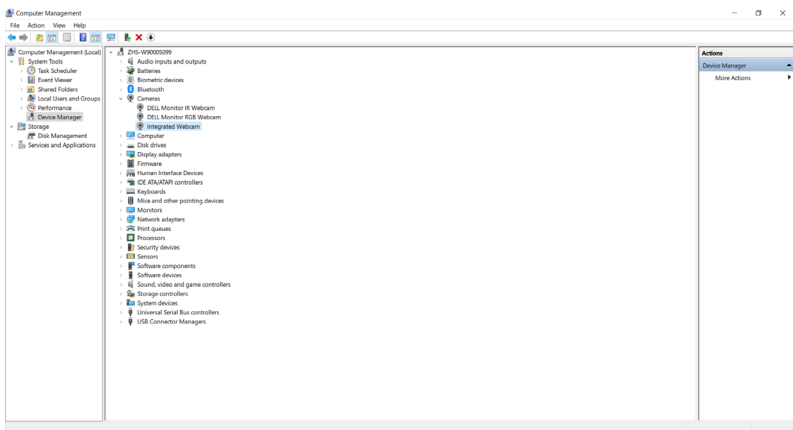 Computer Management
File Action View Help
Computer Management (Local)
System Tools
Task Scheduler
Event Viewer
Shared Folders
Local Users and Groups
Performance
Device Manager
Storage
Disk Management
Services and Applications
ZHS-W90005099
Audio inputs and outputs
Batteries
Biometric devices
Bluetooth
Cameras
DELL Monitor IR Webcam
DELL Monitor RGB Webcam
Integrated Webcam
Computer
Disk drives
Display adapters
Firmware
Human Interface Devices
IDE ATA/ATAPI controllers
Keyboards
Mice and other pointing devices
Monitors
Network adapters
Print queues
Processors
Security devices
Sensors
Software components
Software devices
Sound, video and game controllers
Storage controllers
System devices
Universal Serial Bus controllers
USB Connector Managers
Actions
Device Manager
More Actions